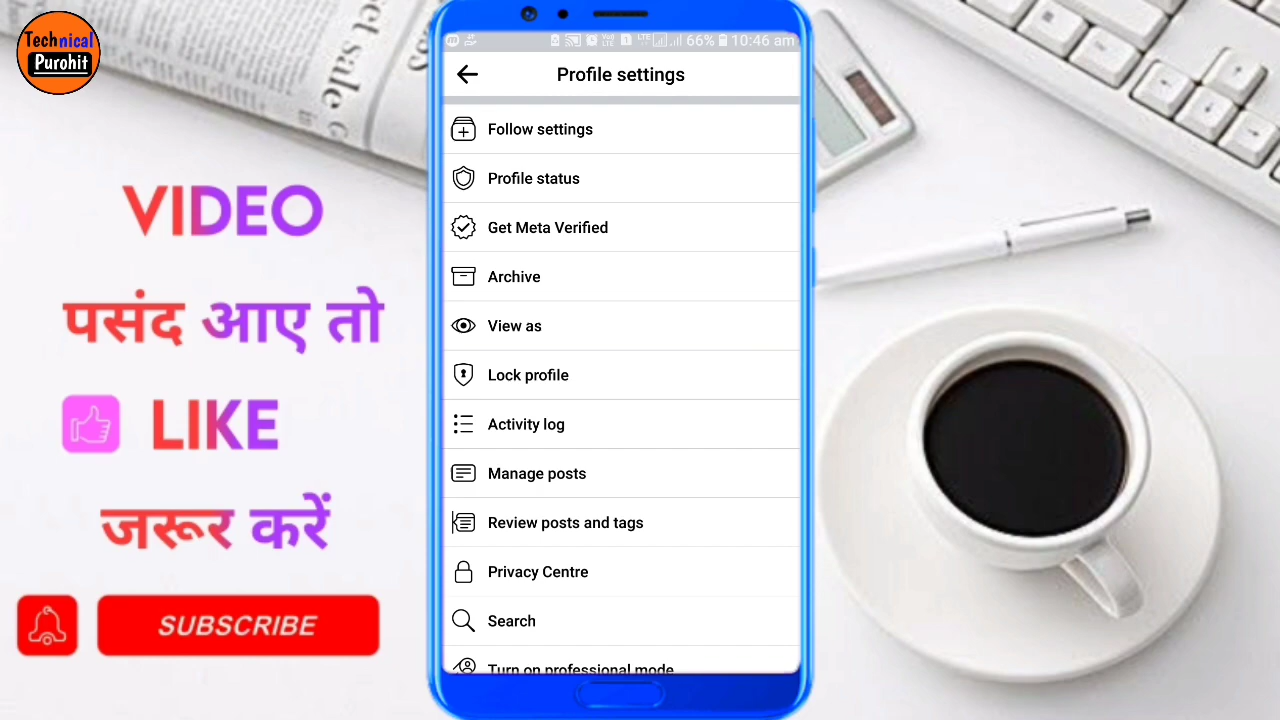 Technical
Purohit
VIDEO
पसंद आए तो
LIKE
जरूर करें
SUBSCRIBE
66% 10:46 am
Profile settings
Follow settings
Profile status
Get Meta Verified
Archive
View as
Lock profile
Activity log
Manage posts
Review posts and tags
Privacy Centre
Search
Turn on professional mode